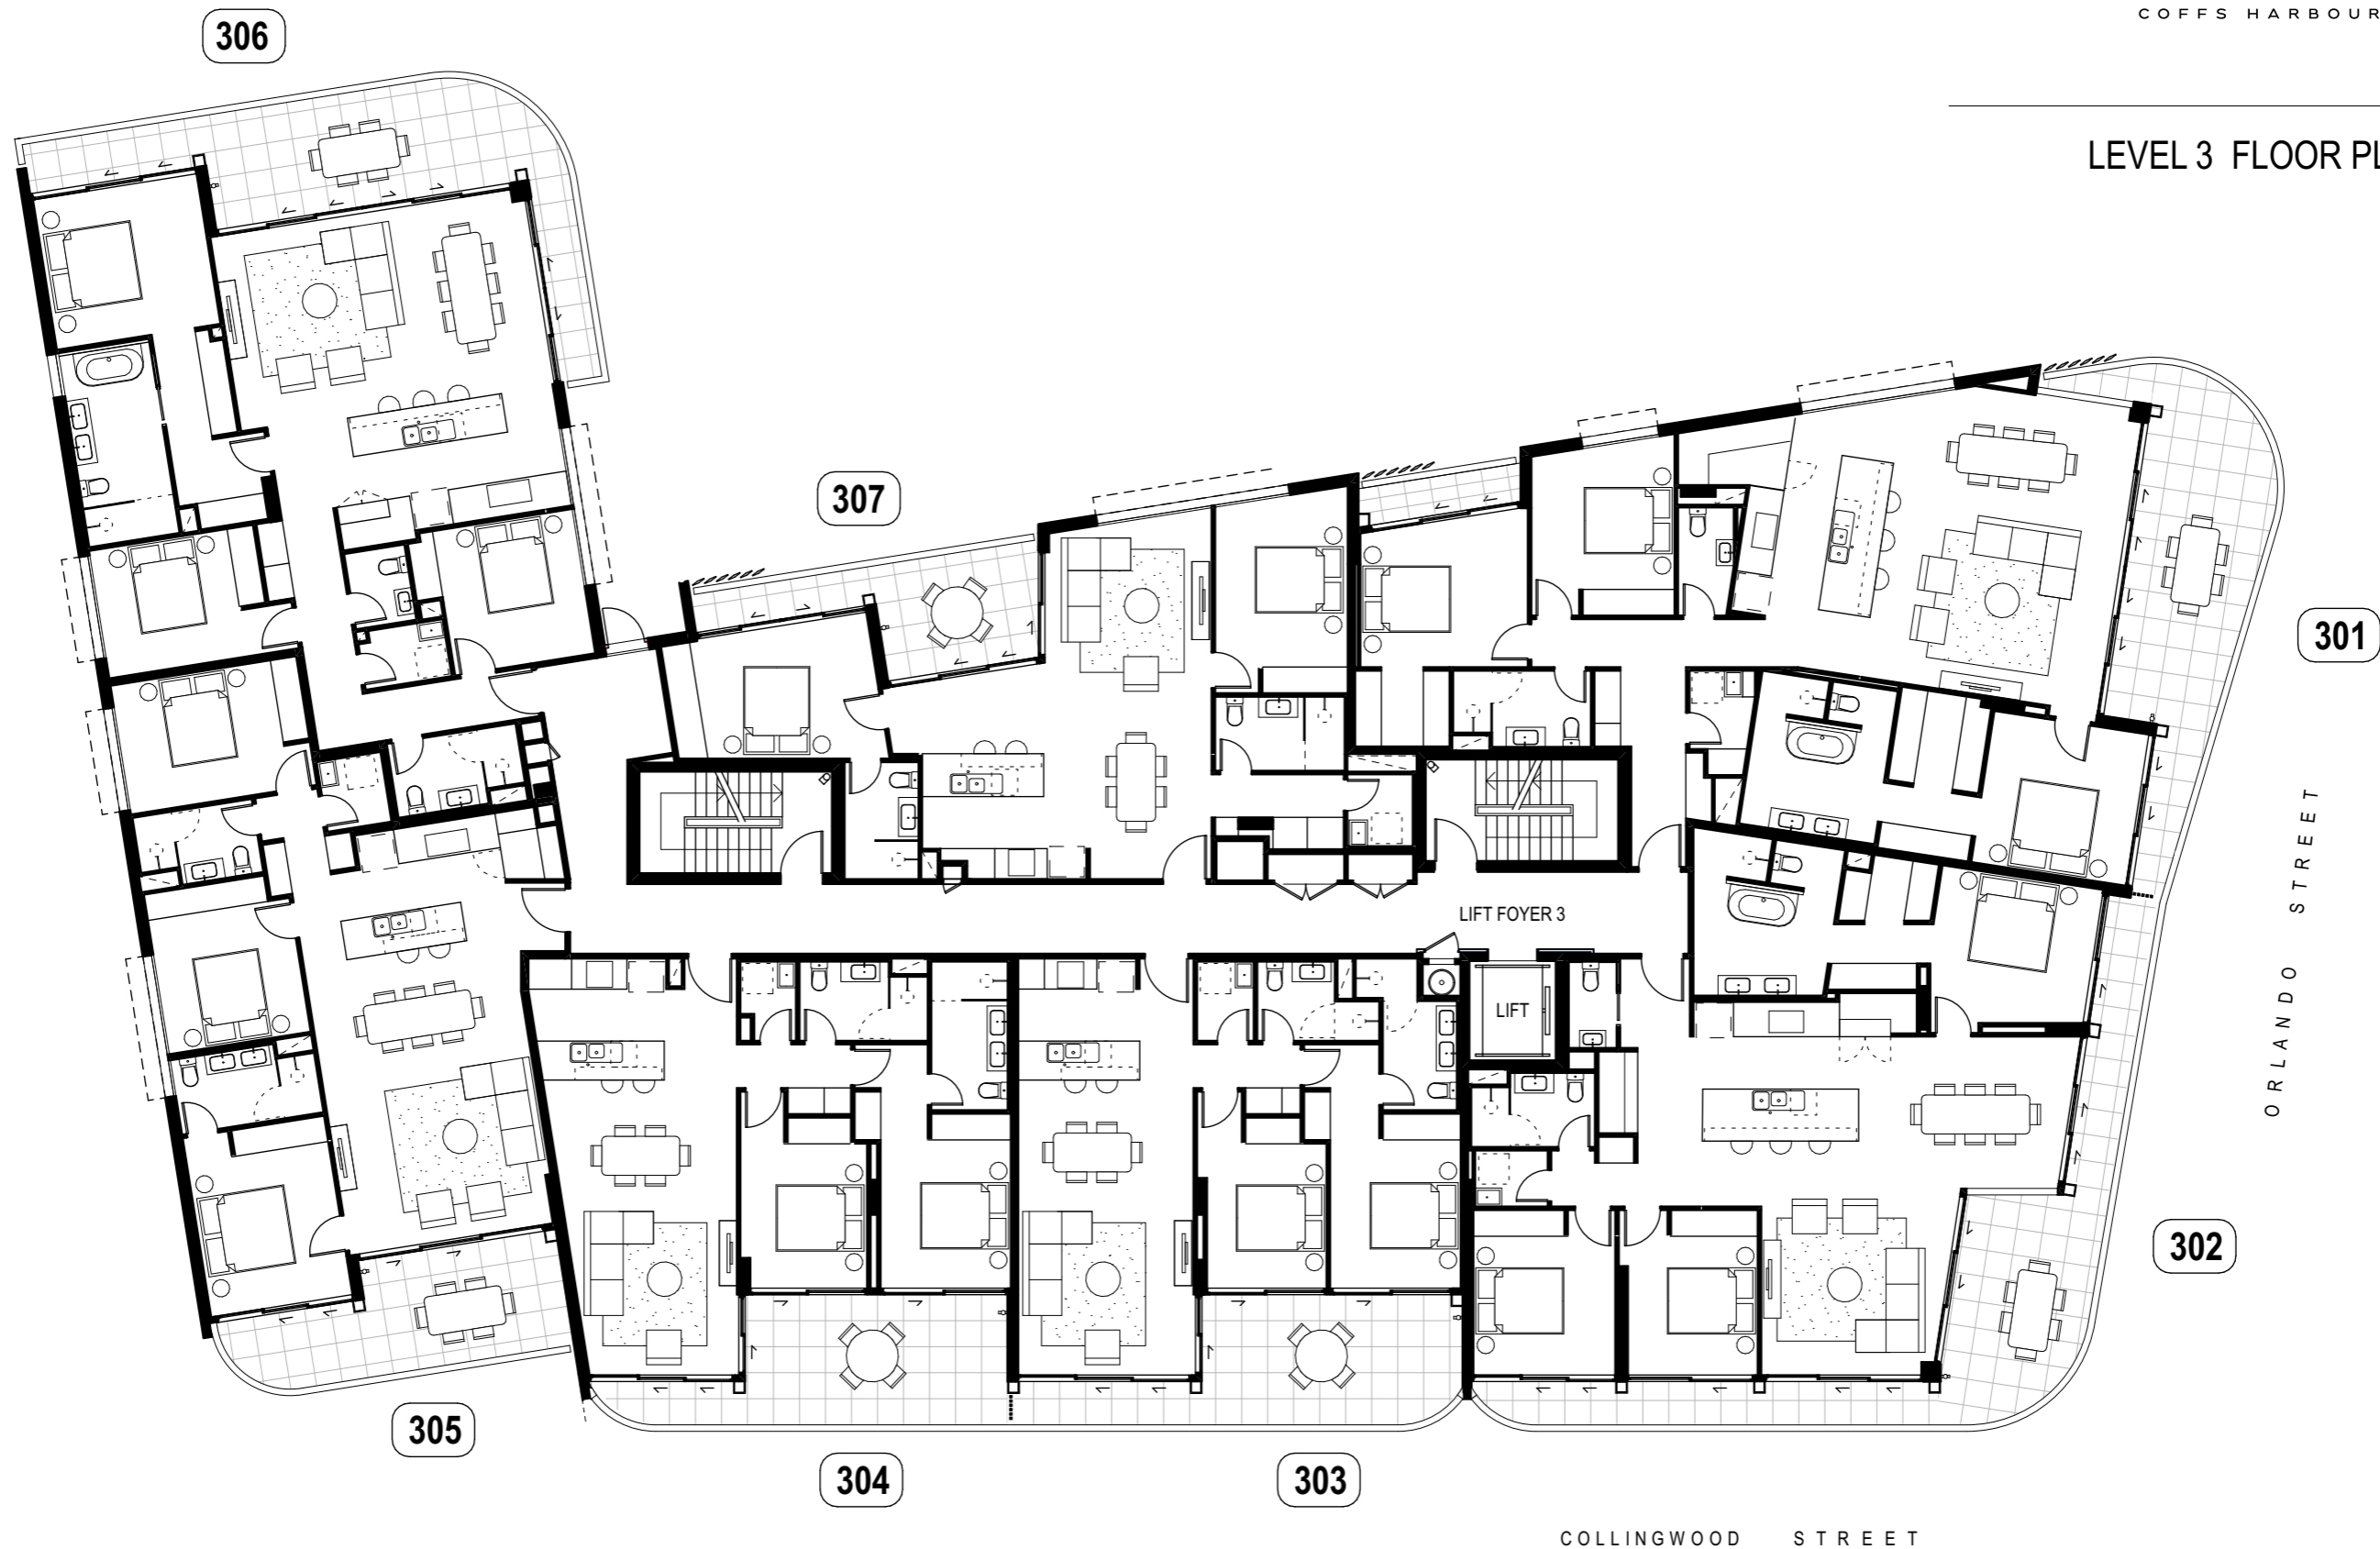 COFFS HARBOUR
306
LEVEL 3 FLOOR PL
307
301
LIFT FOYER 3
LIFT
ORLANDO STREET
302
305
304
303
COLLINGWOOD STREET